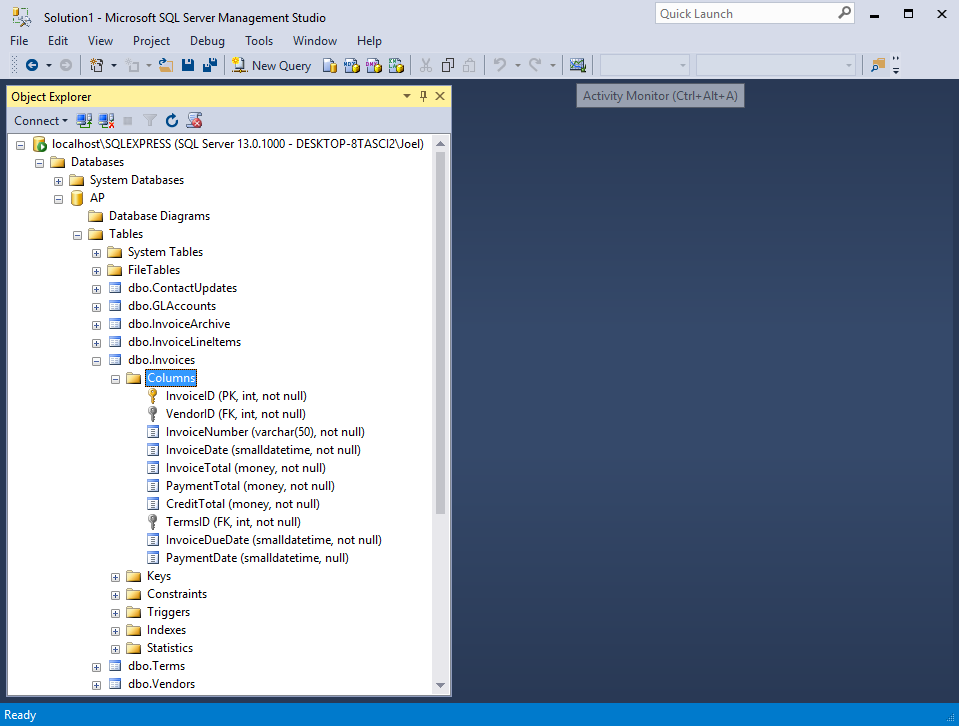 Solution1 - Microsoft SQL Server Management Studio
Quick Launch
File Edit View Project Debug Tools Window Help
New Query
Activity Monitor (Ctrl+Alt+A)
Object Explorer
Connect
localhost\SQLEXPRESS (SQL Server 13.0.1000 - DESKTOP-8TASCI2\Joel)
Databases
System Databases
AP
Database Diagrams
Tables
System Tables
FileTables
dbo.ContactUpdates
dbo.GLAccounts
dbo.InvoiceArchive
dbo.InvoiceLineItems
dbo.Invoices
Columns
InvoiceID (PK, int, not null)
VendorID (FK, int, not null)
InvoiceNumber (varchar(50), not null)
InvoiceDate (smalldatetime, not null)
InvoiceTotal (money, not null)
PaymentTotal (money, not null)
CreditTotal (money, not null)
TermsID (FK, int, not null)
InvoiceDueDate (smalldatetime, not null)
PaymentDate (smalldatetime, null)
Keys
Constraints
Triggers
Indexes
Statistics
dbo.Terms
dbo.Vendors
Ready